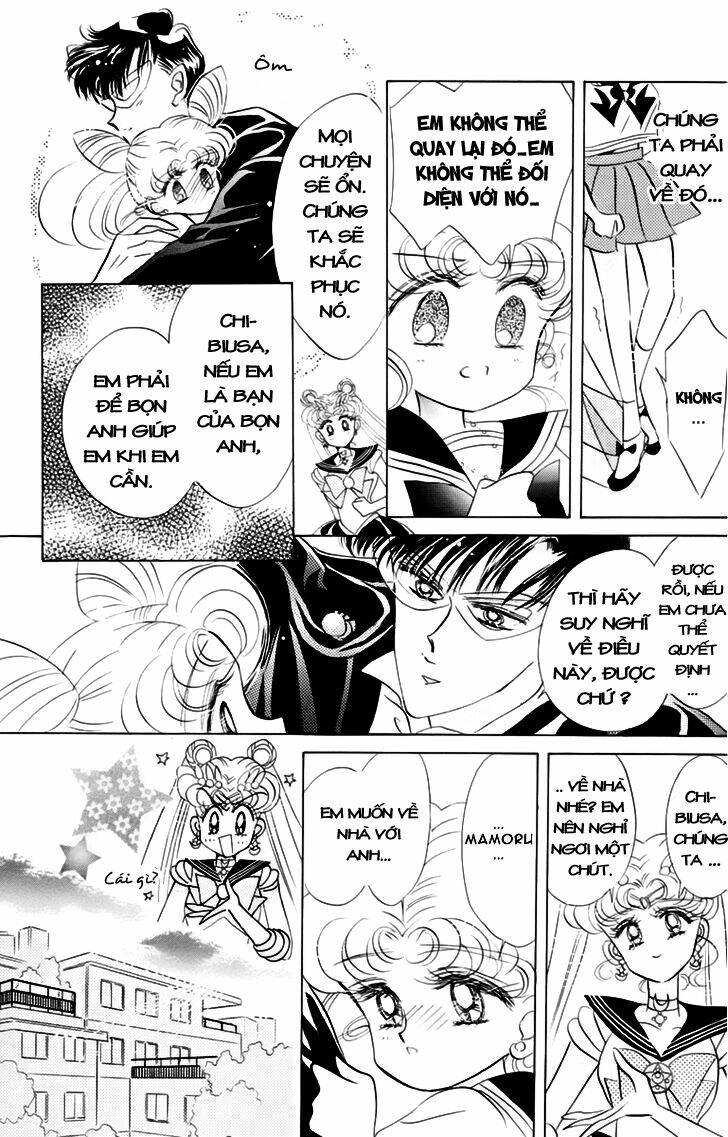 CHÚNG
TA PHẢI
QUAY
VỀ ĐÓ...
KHÔNG
...
EM KHÔNG THỂ
QUAY LẠI ĐÓ...EM
KHÔNG THỂ ĐỐI
DIỆN VỚI NÓ...
Ôm
MỌI
CHUYỆN
SẼ ỔN.
CHÚNG
TA SẼ
KHẮC
PHỤC
NÓ.
CHI-
BIUSA,
NẾU EM
LÀ BẠN
CỦA BỌN
ANH,
EM PHẢI
ĐỂ BỌN
ANH GIÚP
EM KHI EM
CẦN.
ĐƯỢC
RỒI, NẾU
EM CHƯA
THỂ
QUYẾT
ĐỊNH
...
THÌ HÃY
SUY NGHĨ
VỀ ĐIỀU
NÀY, ĐƯỢC
CHỨ ?
CHI-
BIUSA,
CHÚNG
TA ...
.. VỀ NHÀ
NHÉ? EM
NÊN NGHỈ
NGƠI MỘT
CHÚT.
...
MAMORU
...
EM MUỐN VỀ
NHÀ VỚI
ANH...
Cái gì?